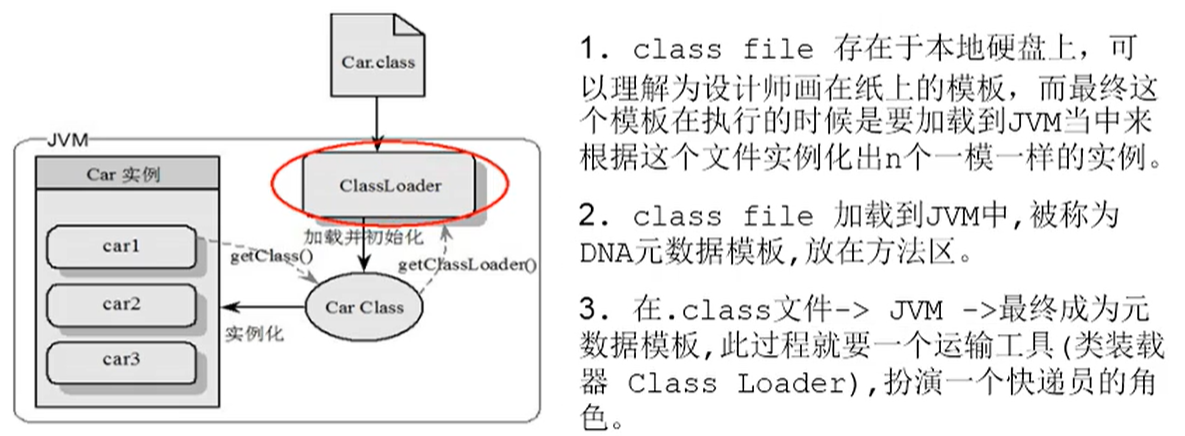 Car.class
JVM
Car 实例
ClassLoader
加载并初始化
car1
getClass()
getClassLoader()
car2
Car Class
实例化
car3
1. class file 存在于本地硬盘上，可
以理解为设计师画在纸上的模板，而最终这
个模板在执行的时候是要加载到JVM当中来
根据这个文件实例化出n个一模一样的实例。
2. class file 加载到JVM中,被称为
DNA元数据模板,放在方法区。
3. 在.class文件-> JVM ->最终成为元
数据模板,此过程就要一个运输工具(类装载
器 Class Loader),扮演一个快递员的角
色。